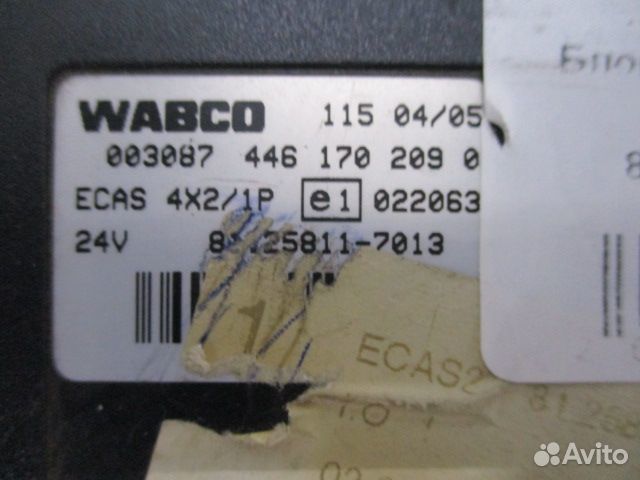 WABCO 115 04/05
003087 446 170 209 0
ECAS 4X2/1P e1 022063
24V 25811-7013
ECAS2
Avito